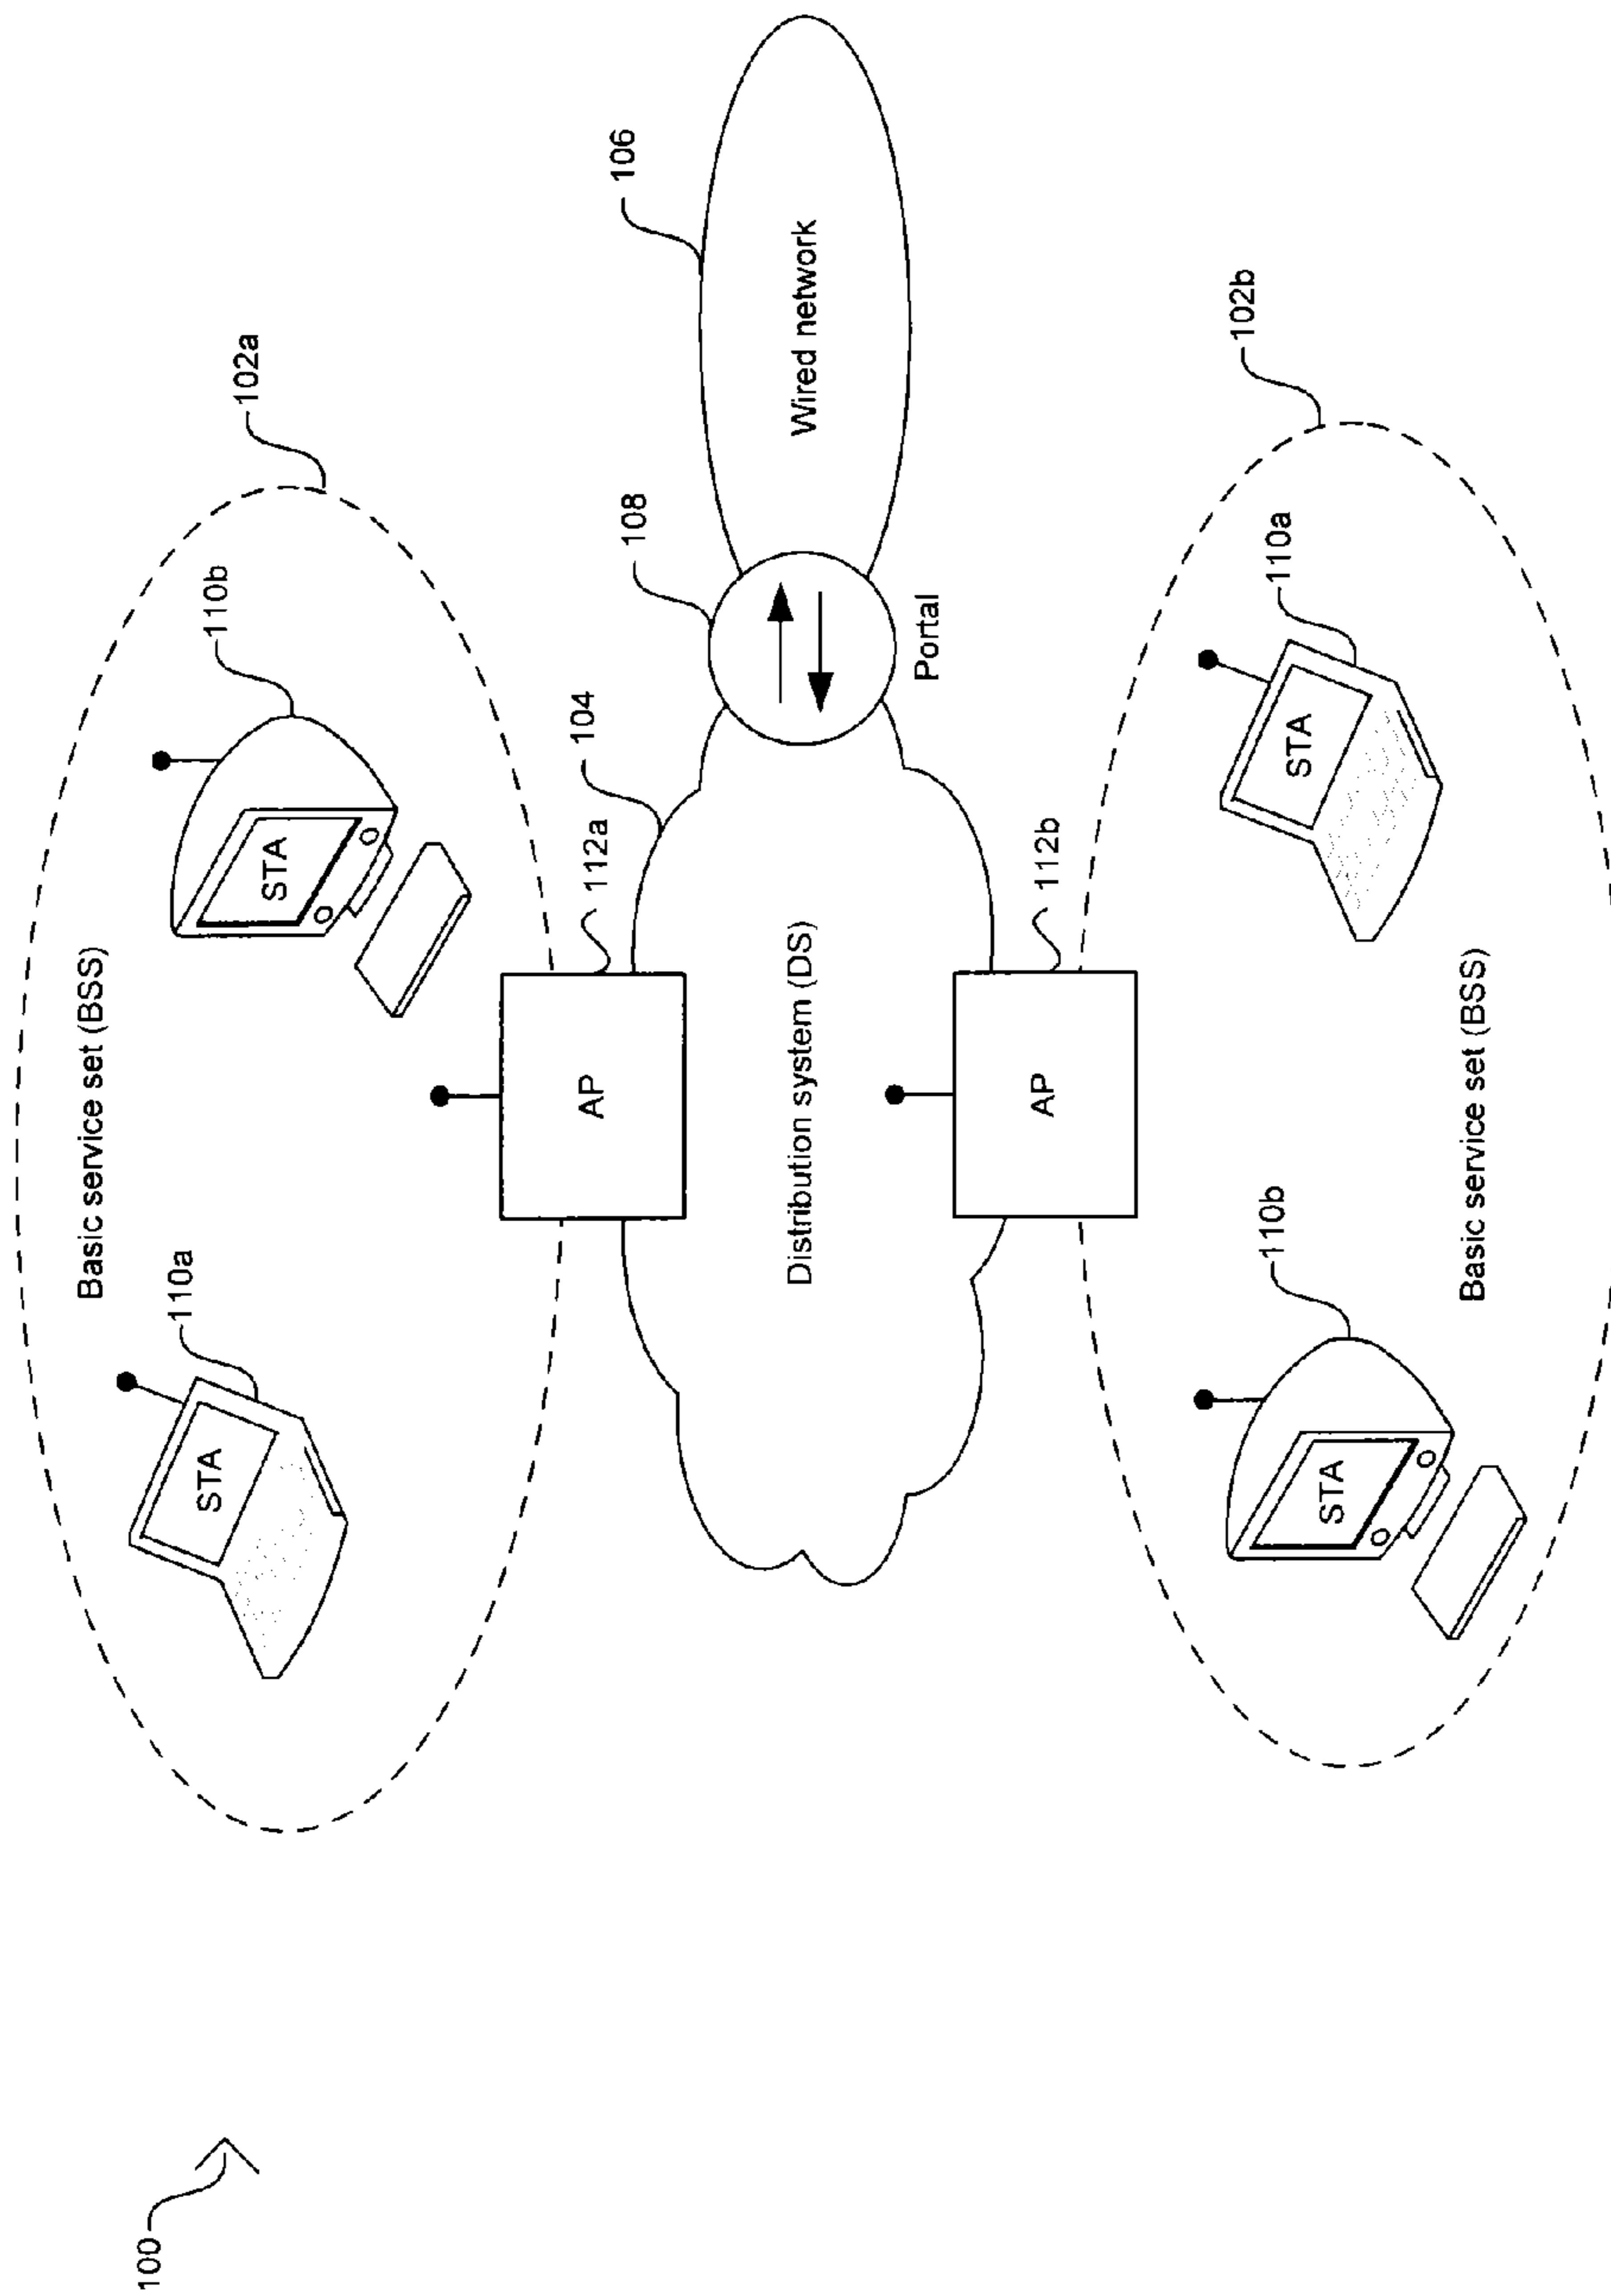 100
102a
Basic service set (BSS)
110a
STA
110b
STA
112a
AP
104
Distribution system (DS)
108
Portal
106
Wired network
112b
AP
102b
110b
STA
110a
STA
Basic service set (BSS)